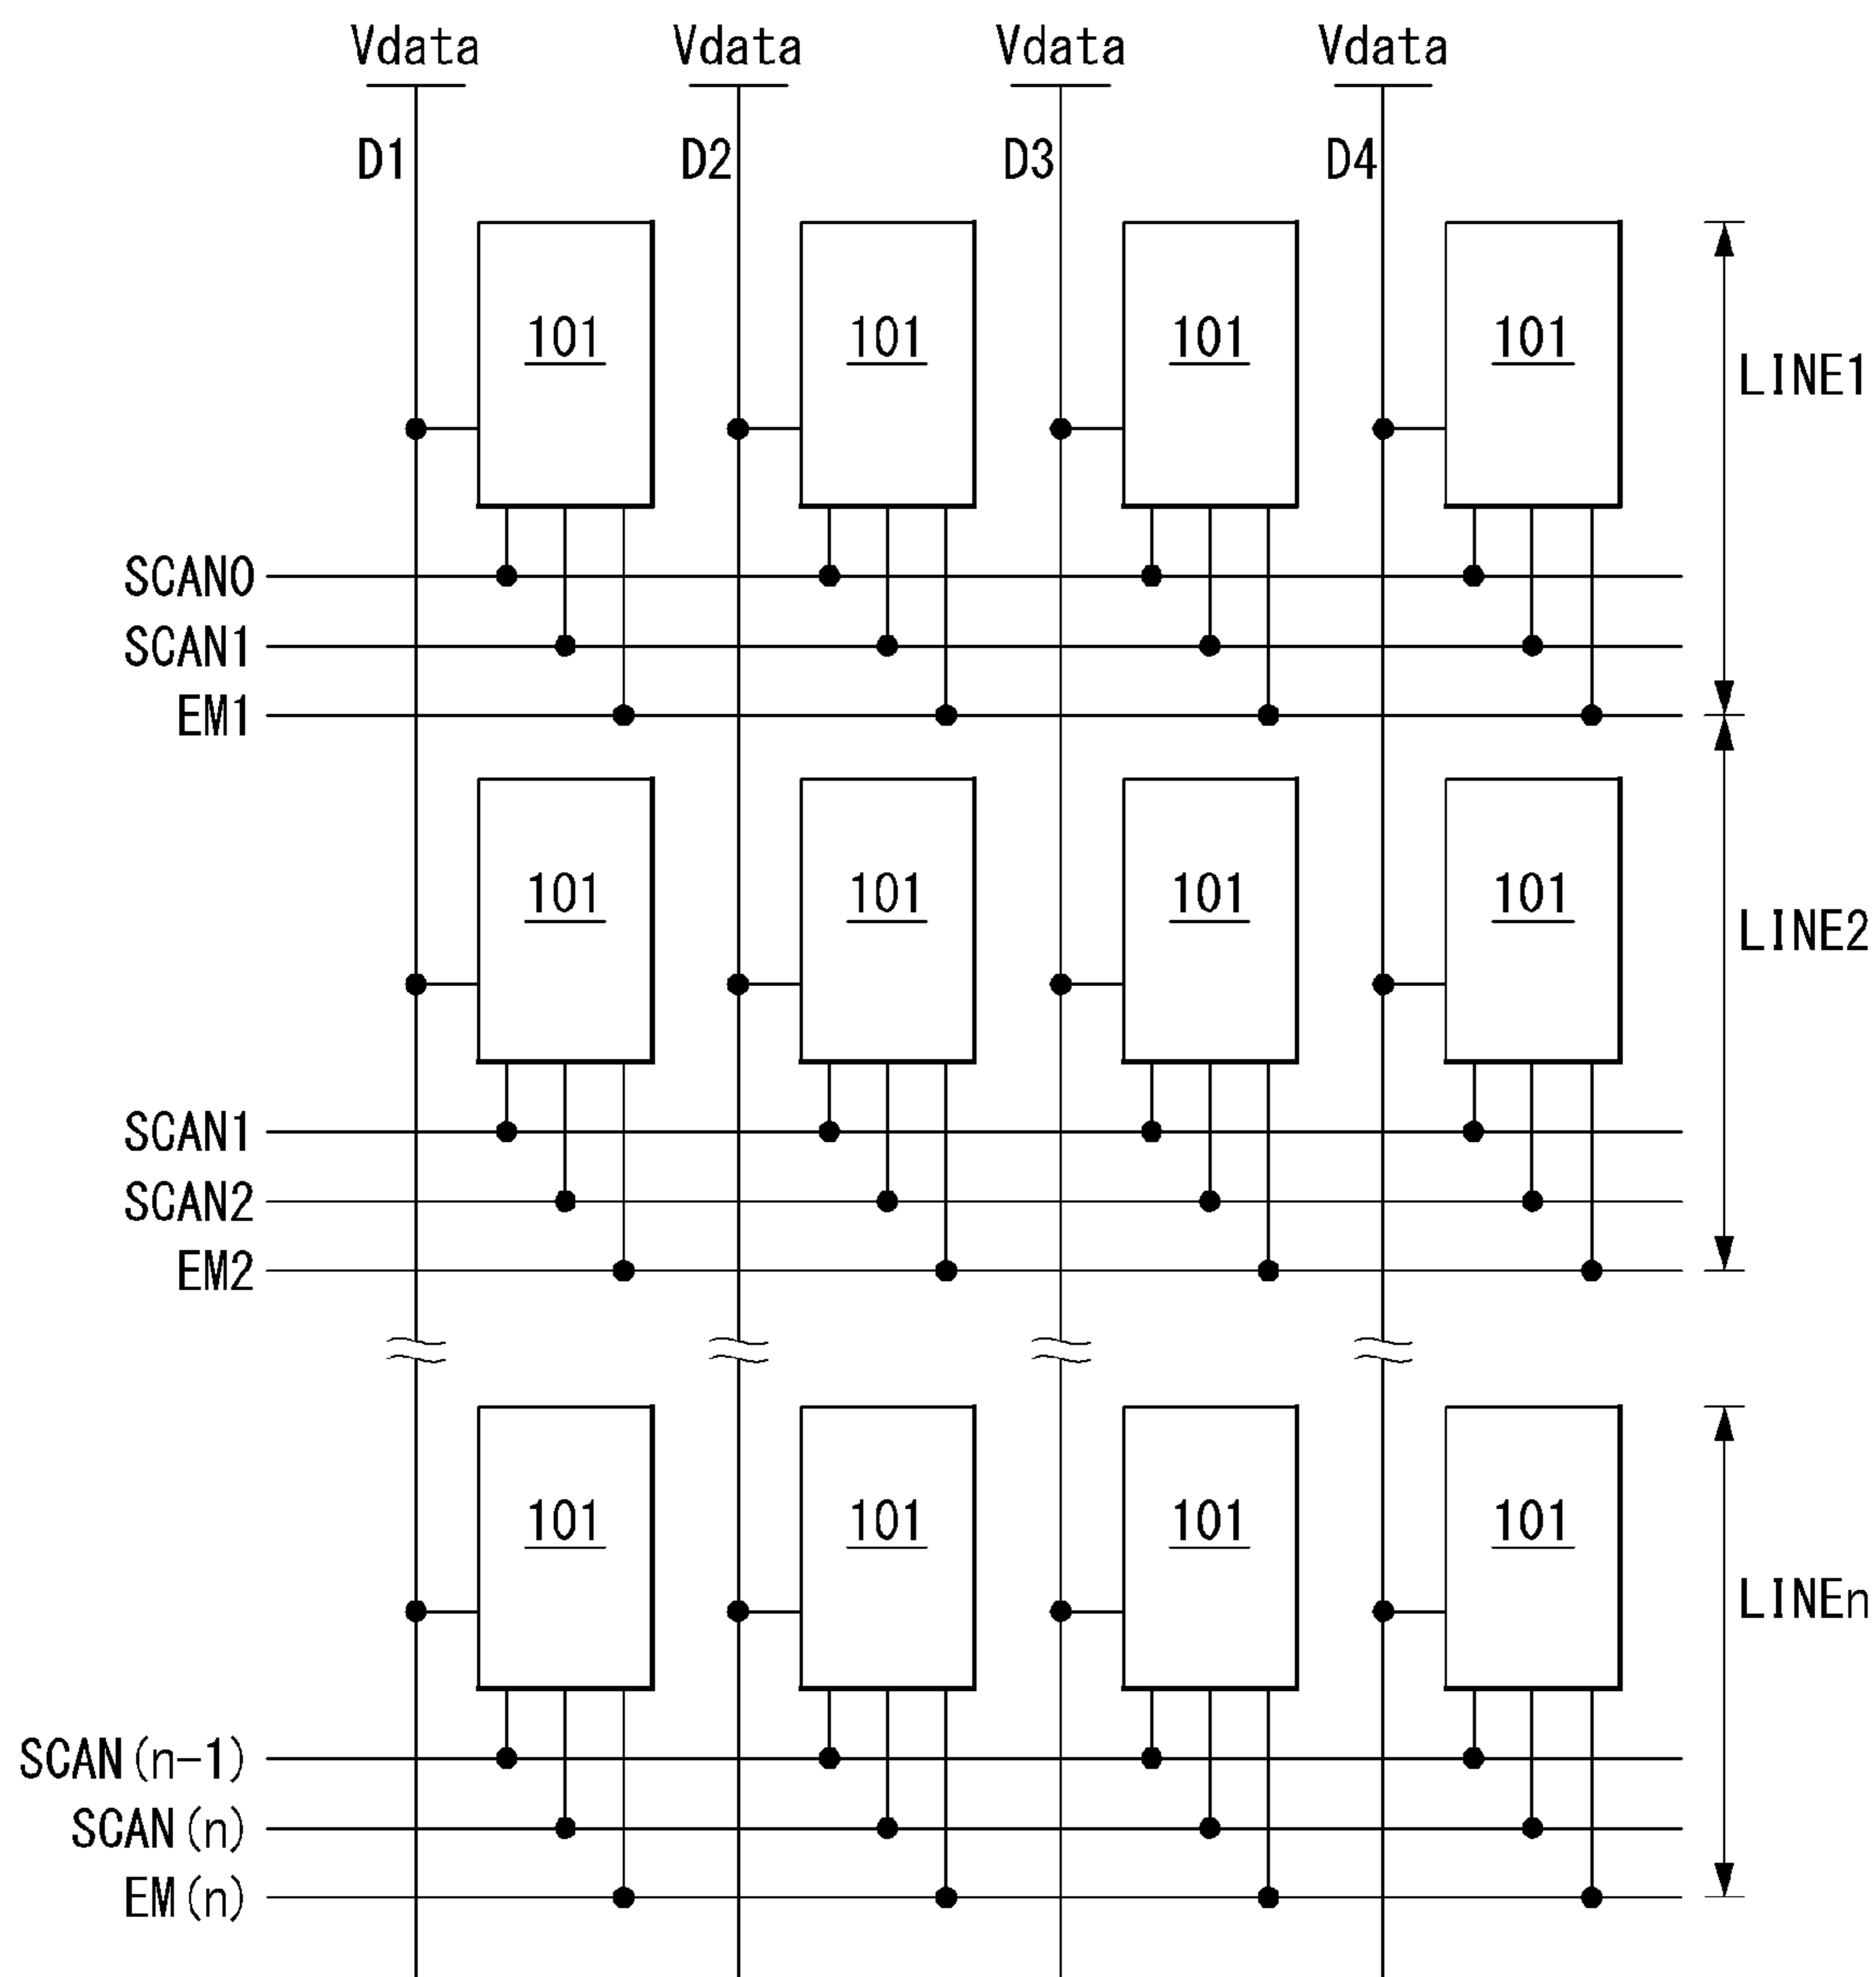 Vdata Vdata Vdata Vdata
D1 D2 D3 D4
101 101 101 101
LINE1
SCAN0
SCAN1
EM1
101 101 101 101
LINE2
SCAN1
SCAN2
EM2
101 101 101 101
LINEn
SCAN(n-1)
SCAN(n)
EM(n)